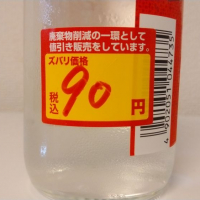 廃棄物削減の一環として
値引き販売をしています。
ズバリ価格
税込 90 円
4902051044735